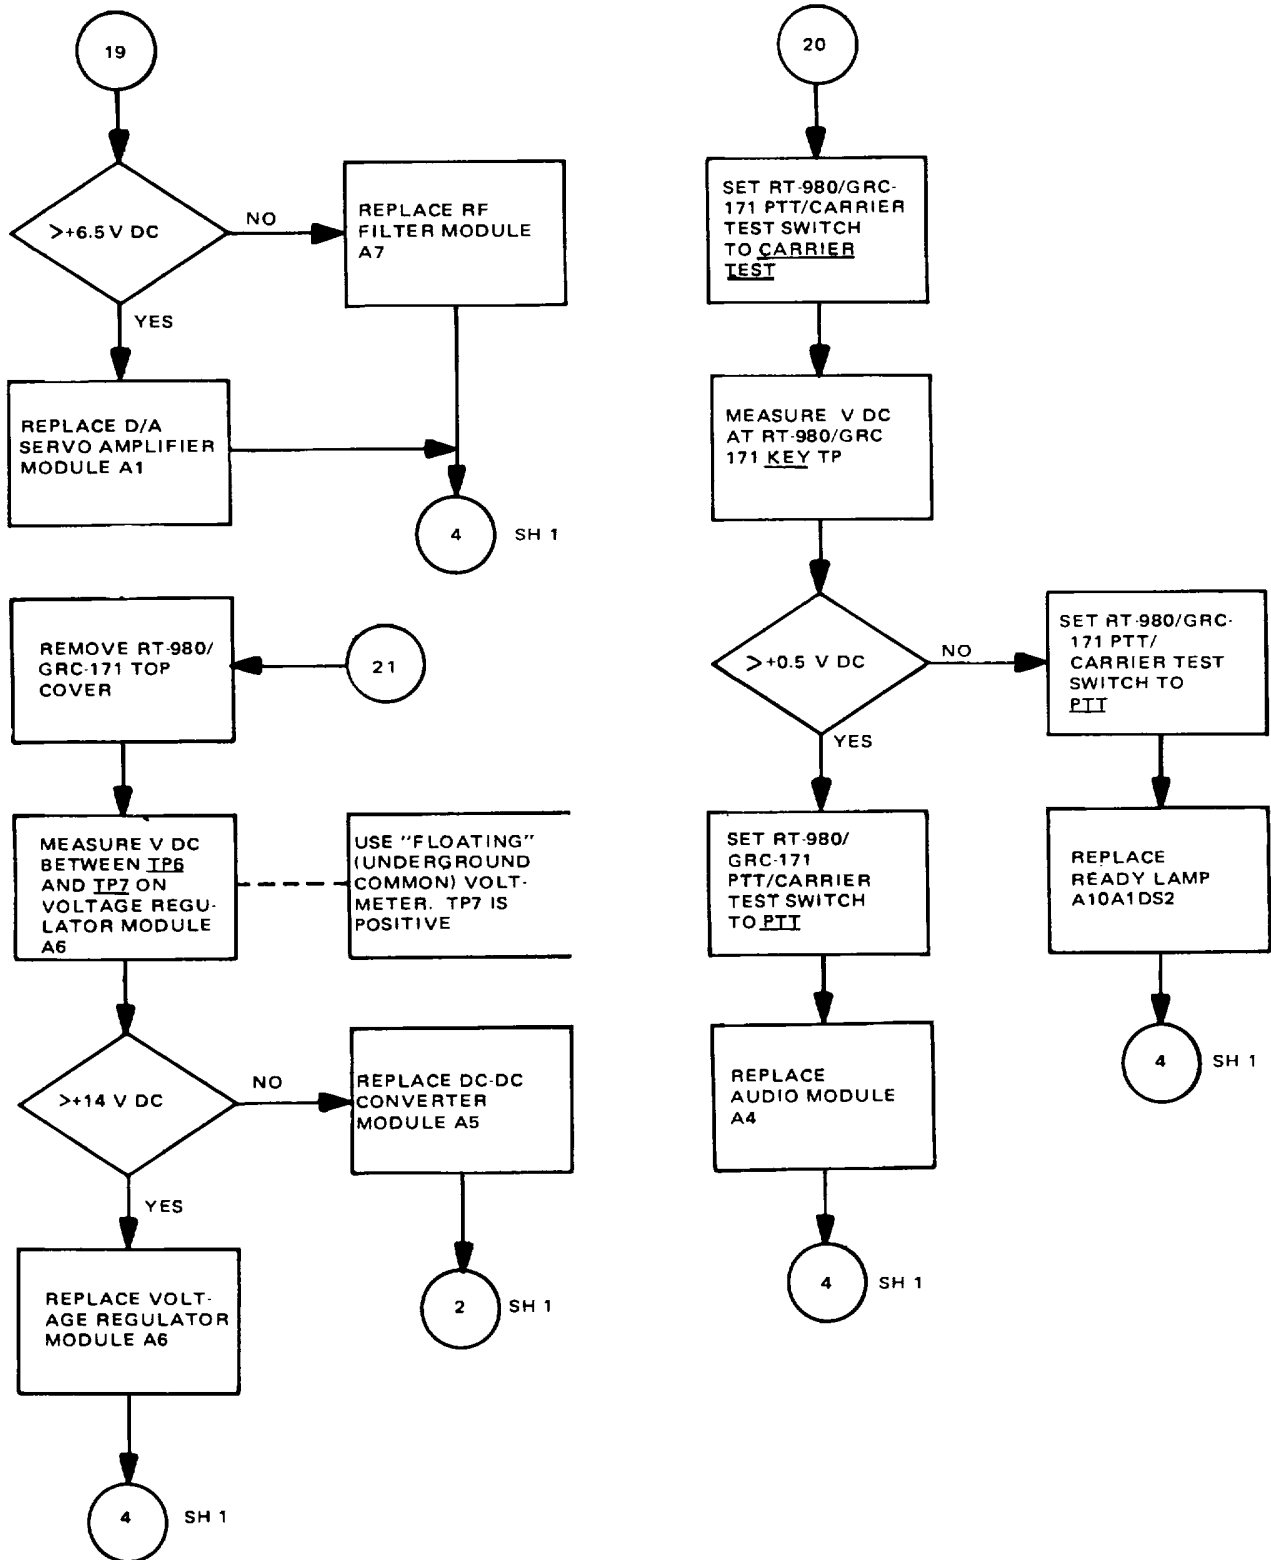 19
>+6.5 V DC
NO
REPLACE RF
FILTER MODULE
A7
YES
REPLACE D/A
SERVO AMPLIFIER
MODULE A1
4
SH 1
REMOVE RT-980/
GRC-171 TOP
COVER
21
MEASURE V DC
BETWEEN TP6
AND TP7 ON
VOLTAGE REGU-
LATOR MODULE
A6
USE "FLOATING"
(UNDERGROUND
COMMON) VOLT-
METER. TP7 IS
POSITIVE
>+14 V DC
NO
REPLACE DC-DC
CONVERTER
MODULE A5
YES
2
SH 1
REPLACE VOLT-
AGE REGULATOR
MODULE A6
4
SH 1
20
SET RT-980/GRC-
171 PTT/CARRIER
TEST SWITCH
TO CARRIER
TEST
MEASURE V DC
AT RT-980/GRC
171 KEY TP
>+0.5 V DC
NO
SET RT-980/GRC-
171 PTT/
CARRIER TEST
SWITCH TO
PTT
YES
SET RT-980/
GRC-171
PTT/CARRIER
TEST SWITCH
TO PTT
REPLACE
READY LAMP
A10A1DS2
4
SH 1
REPLACE
AUDIO MODULE
A4
4
SH 1